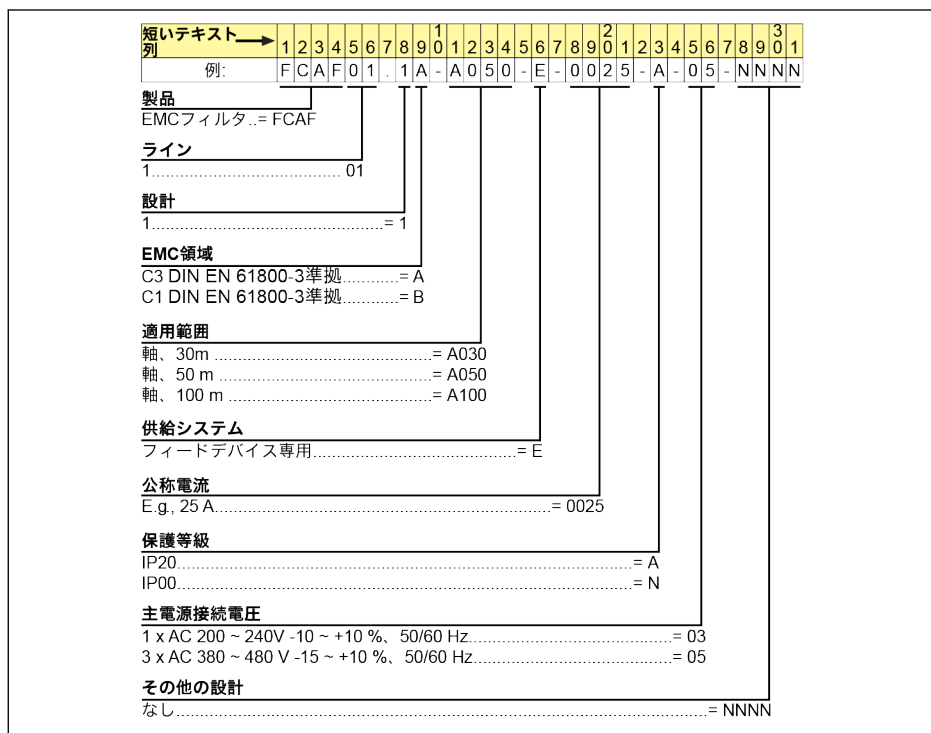 短いテキスト
列 1 2 3 4 5 6 7 8 9 10 1 2 3 4 5 6 7 8 9 20 1 2 3 4 5 6 7 8 9 30 1
例: F C A F 0 1 . 1 A - A 0 5 0 - E - 0 0 2 5 - A - 0 5 - N N N N
製品
EMCフィルタ..= FCAF
ライン
1.................................... 01
設計
1............................................= 1
EMC領域
C3 DIN EN 61800-3準拠............= A
C1 DIN EN 61800-3準拠............= B
適用範囲
軸、30m .........................................= A030
軸、50 m ........................................= A050
軸、100 m ......................................= A100
供給システム
フィードデバイス専用...........................................= E
公称電流
E.g., 25 A................................................................= 0025
保護等級
IP20.......................................................................................= A
IP00.......................................................................................= N
主電源接続電圧
1 x AC 200 ~ 240V -10 ~ +10 %、50/60 Hz..........................................= 03
3 x AC 380 ~ 480 V -15 ~ +10 %、50/60 Hz.........................................= 05
その他の設計
なし................................................................................................................= NNNN